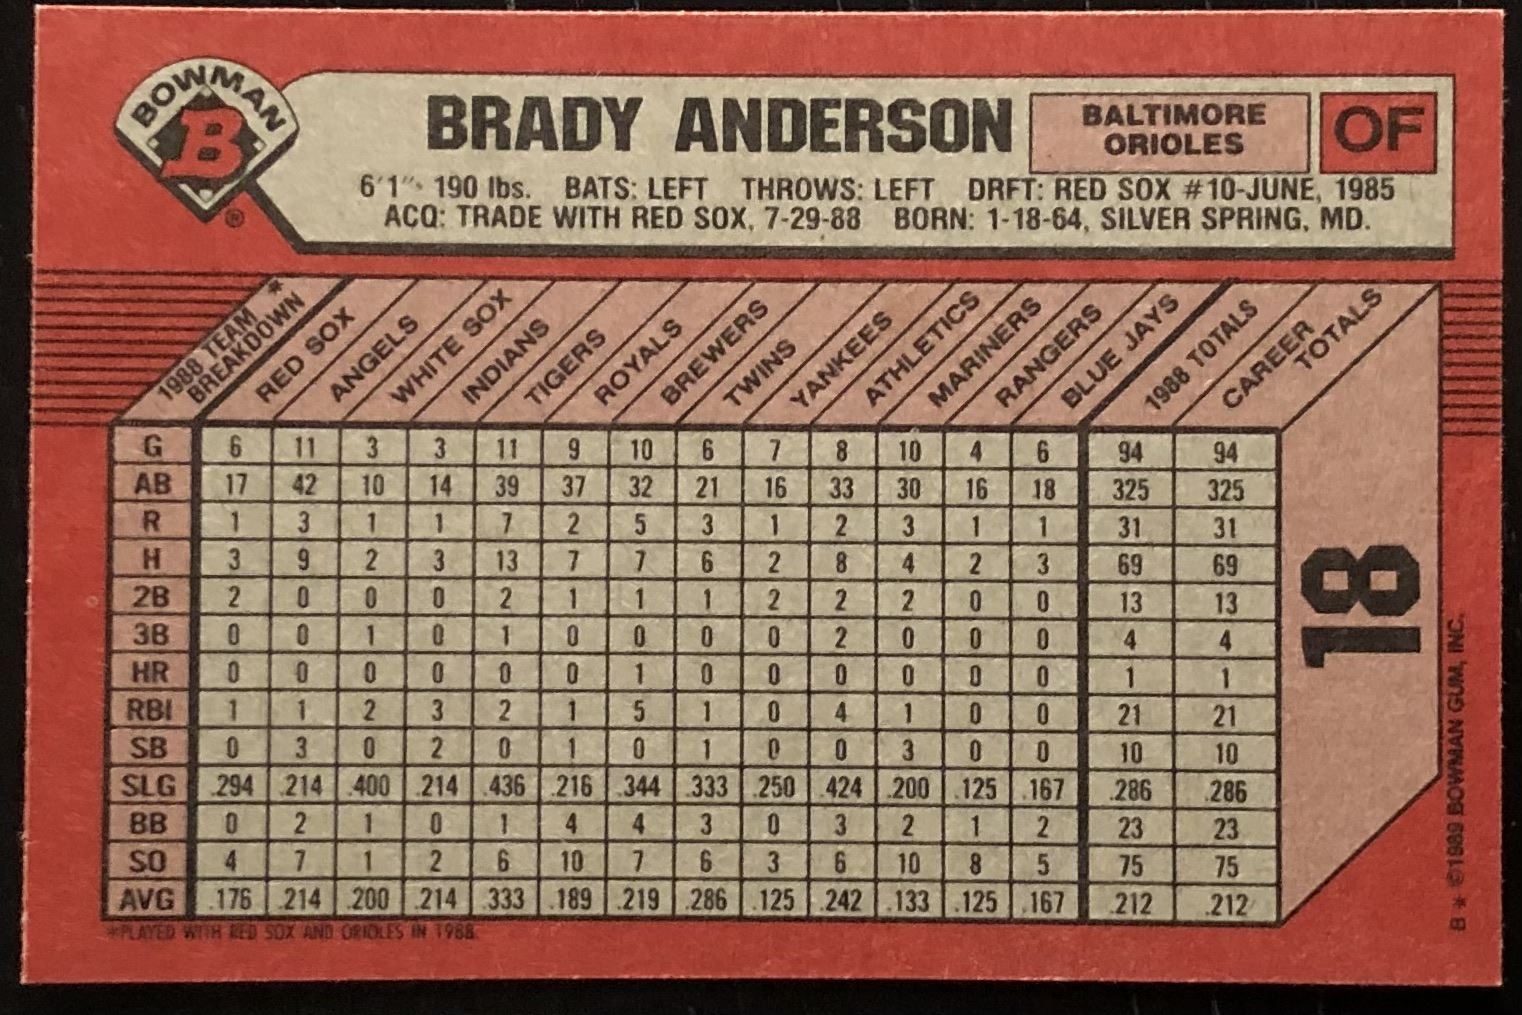 BOWMAN
B
®
BRADY ANDERSON
BALTIMORE
ORIOLES
OF
6'1" 190 lbs. BATS: LEFT THROWS: LEFT DRFT: RED SOX #10-JUNE, 1985
ACQ: TRADE WITH RED SOX, 7-29-88 BORN: 1-18-64, SILVER SPRING, MD.
1988 TEAM * BREAKDOWN RED SOX ANGELS WHITE SOX INDIANS TIGERS ROYALS BREWERS TWINS YANKEES ATHLETICS MARINERS RANGERS BLUE JAYS 1988 TOTALS CAREER TOTALS
G 6 11 3 3 11 9 10 6 7 8 10 4 6 94 94
AB 17 42 10 14 39 37 32 21 16 33 30 16 18 325 325
R 1 3 1 1 7 2 5 3 1 2 3 1 1 31 31
H 3 9 2 3 13 7 7 6 2 8 4 2 3 69 69
2B 2 0 0 0 2 1 1 1 2 2 2 0 0 13 13
3B 0 0 1 0 1 0 0 0 0 2 0 0 0 4 4
HR 0 0 0 0 0 0 1 0 0 0 0 0 0 1 1
RBI 1 1 2 3 2 1 5 1 0 4 1 0 0 21 21
SB 0 3 0 2 0 1 0 1 0 0 3 0 0 10 10
SLG .294 .214 .400 .214 .436 .216 .344 .333 .250 .424 .200 .125 .167 .286 .286
BB 0 2 1 0 1 4 4 3 0 3 2 1 2 23 23
SO 4 7 1 2 6 10 7 6 3 6 10 8 5 75 75
AVG .176 .214 .200 .214 .333 .189 .219 .286 .125 .242 .133 .125 .167 .212 .212
18
*PLAYED WITH RED SOX AND ORIOLES IN 1988.
B * ©1989 BOWMAN GUM, INC.